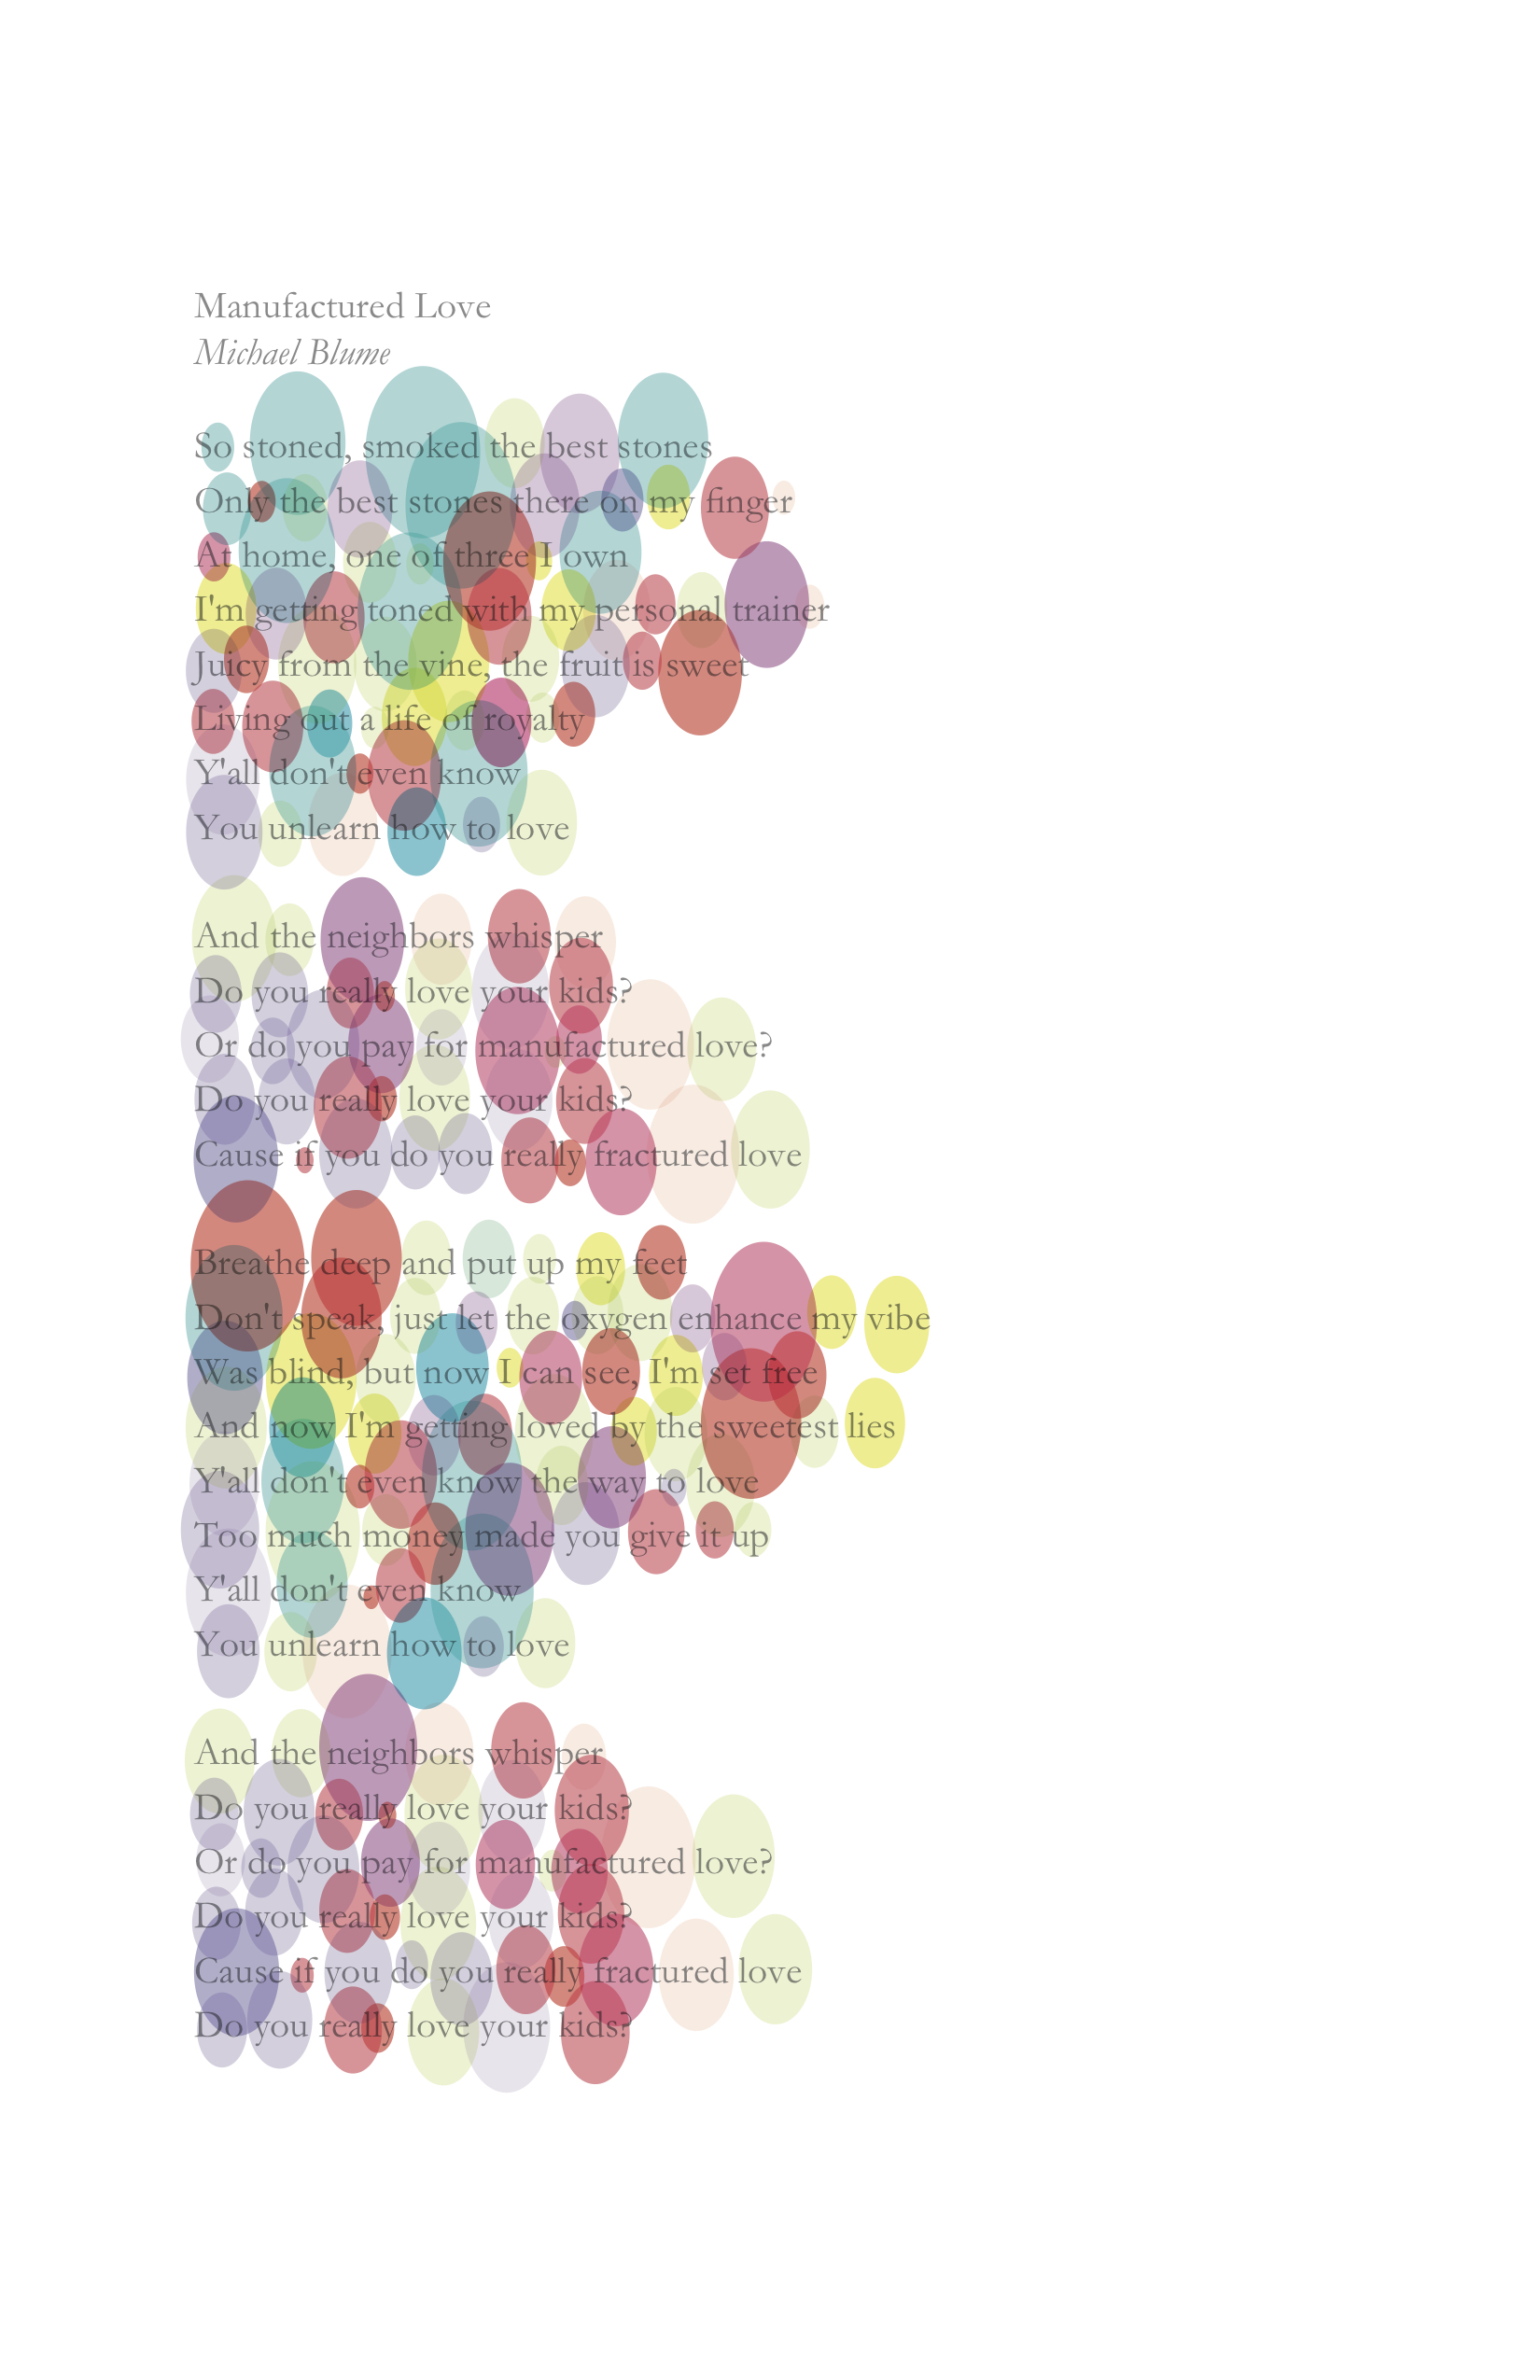 Manufactured Love
Michael Blume
So stoned, smoked the best stones
Only the best stones there on my finger
At home, one of three I own
I'm getting toned with my personal trainer
Juicy from the vine, the fruit is sweet
Living out a life of royalty
Y'all don't even know
You unlearn how to love
And the neighbors whisper
Do you really love your kids?
Or do you pay for manufactured love?
Do you really love your kids?
Cause if you do you really fractured love
Breathe deep and put up my feet
Don't speak, just let the oxygen enhance my vibe
Was blind, but now I can see, I'm set free
And now I'm getting loved by the sweetest lies
Y'all don't even know the way to love
Too much money made you give it up
Y'all don't even know
You unlearn how to love
And the neighbors whisper
Do you really love your kids?
Or do you pay for manufactured love?
Do you really love your kids?
Cause if you do you really fractured love
Do you really love your kids?